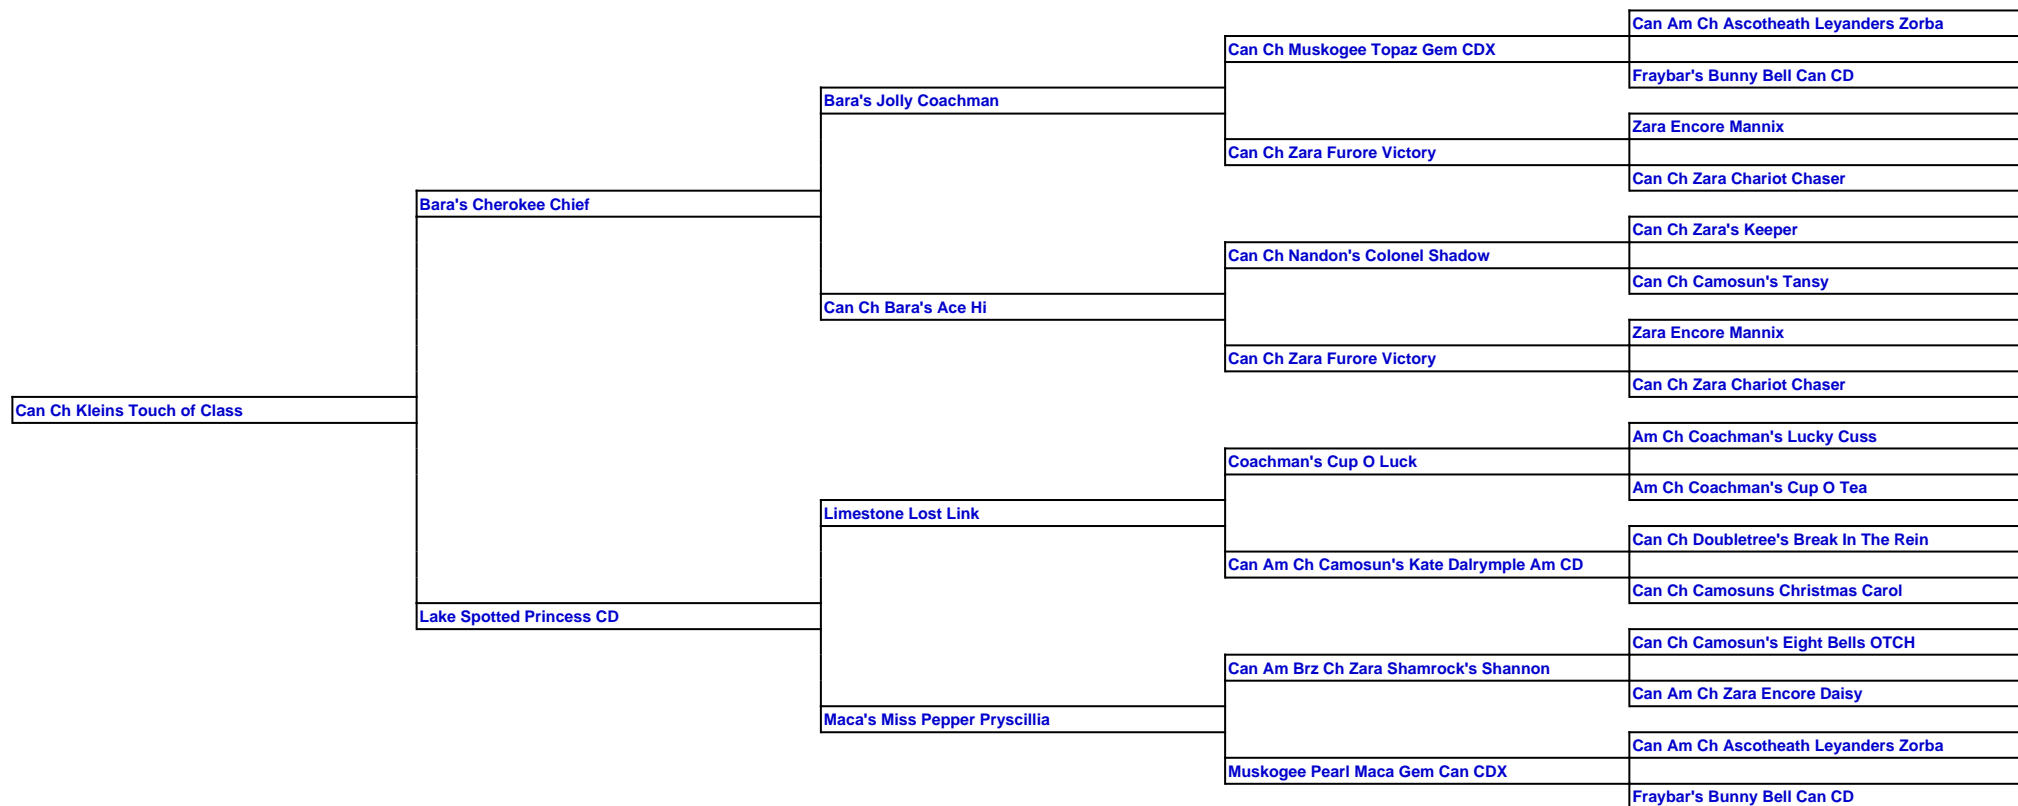 Can Am Ch Ascotheath Leyanders Zorba
Can Ch Muskogee Topaz Gem CDX
Fraybar's Bunny Bell Can CD
Bara's Jolly Coachman
Zara Encore Mannix
Can Ch Zara Furore Victory
Can Ch Zara Chariot Chaser
Bara's Cherokee Chief
Can Ch Zara's Keeper
Can Ch Nandon's Colonel Shadow
Can Ch Camosun's Tansy
Can Ch Bara's Ace Hi
Zara Encore Mannix
Can Ch Zara Furore Victory
Can Ch Zara Chariot Chaser
Can Ch Kleins Touch of Class
Am Ch Coachman's Lucky Cuss
Coachman's Cup O Luck
Am Ch Coachman's Cup O Tea
Limestone Lost Link
Can Ch Doubletree's Break In The Rein
Can Am Ch Camosun's Kate Dalrymple Am CD
Can Ch Camosuns Christmas Carol
Lake Spotted Princess CD
Can Ch Camosun's Eight Bells OTCH
Can Am Brz Ch Zara Shamrock's Shannon
Can Am Ch Zara Encore Daisy
Maca's Miss Pepper Pryscillia
Can Am Ch Ascotheath Leyanders Zorba
Muskogee Pearl Maca Gem Can CDX
Fraybar's Bunny Bell Can CD